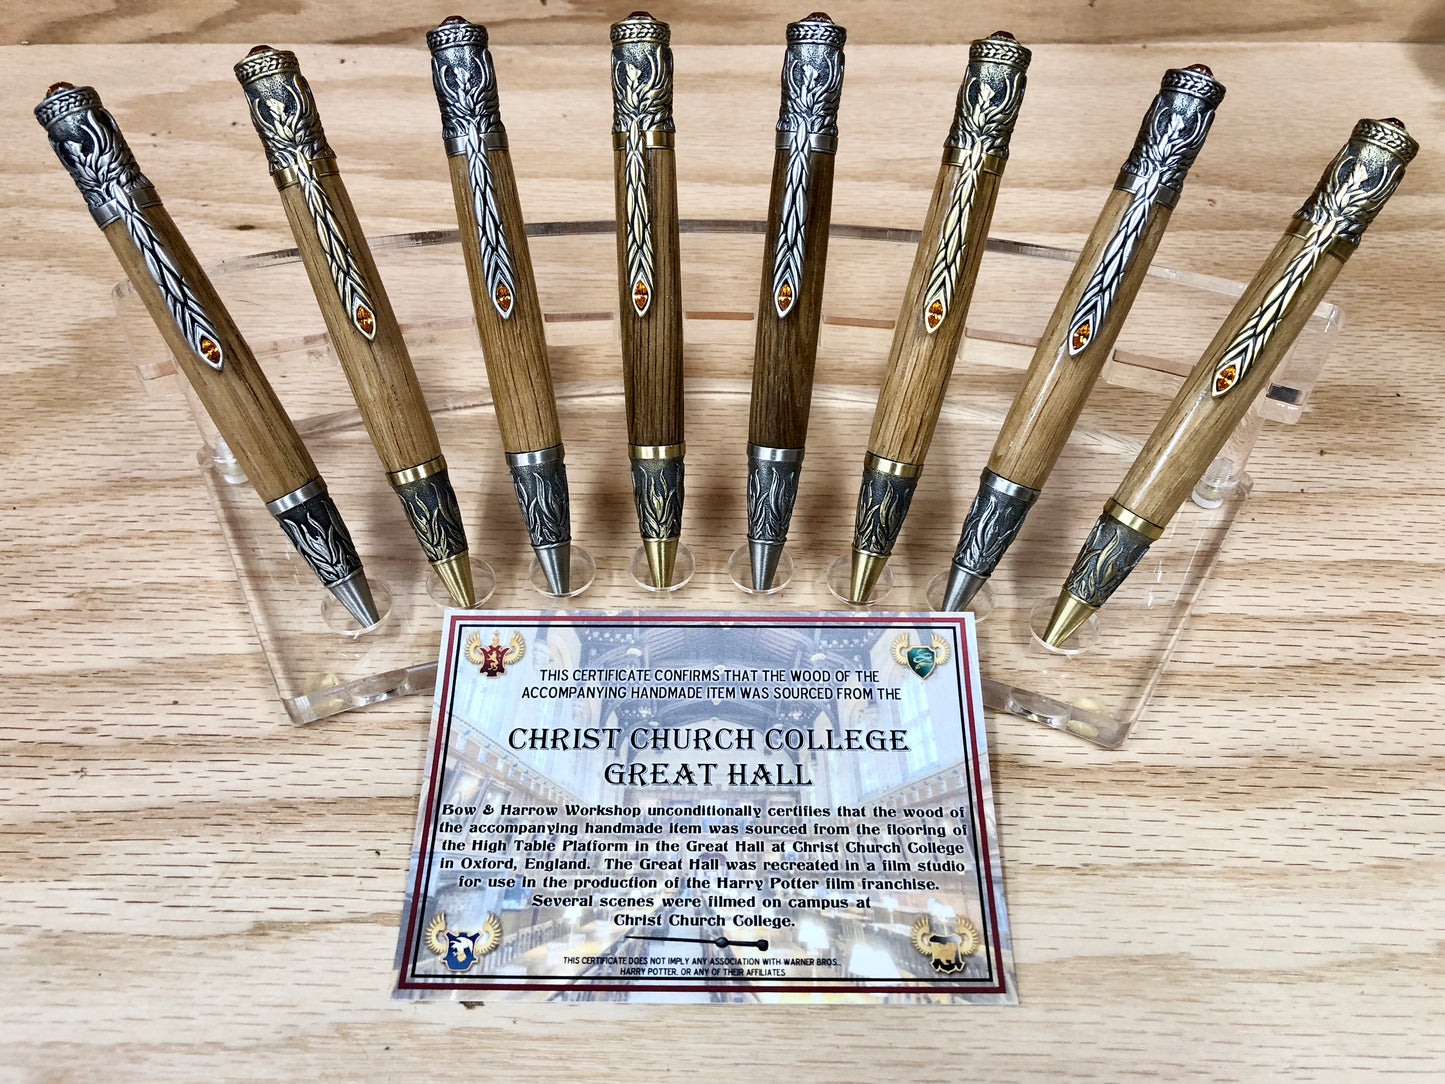 THIS CERTIFICATE CONFIRMS THAT THE WOOD OF THE
ACCOMPANYING HANDMADE ITEM WAS SOURCED FROM THE
CHRIST CHURCH COLLEGE
GREAT HALL
Bow & Harrow Workshop unconditionally certifies that the wood of
the accompanying handmade item was sourced from the flooring of
the High Table Platform in the Great Hall at Christ Church College
in Oxford, England. The Great Hall was recreated in a film studio
for use in the production of the Harry Potter film franchise.
Several scenes were filmed on campus at
Christ Church College.
THIS CERTIFICATE DOES NOT IMPLY ANY ASSOCIATION WITH WARNER BROS.,
HARRY POTTER, OR ANY OF THEIR AFFILIATES